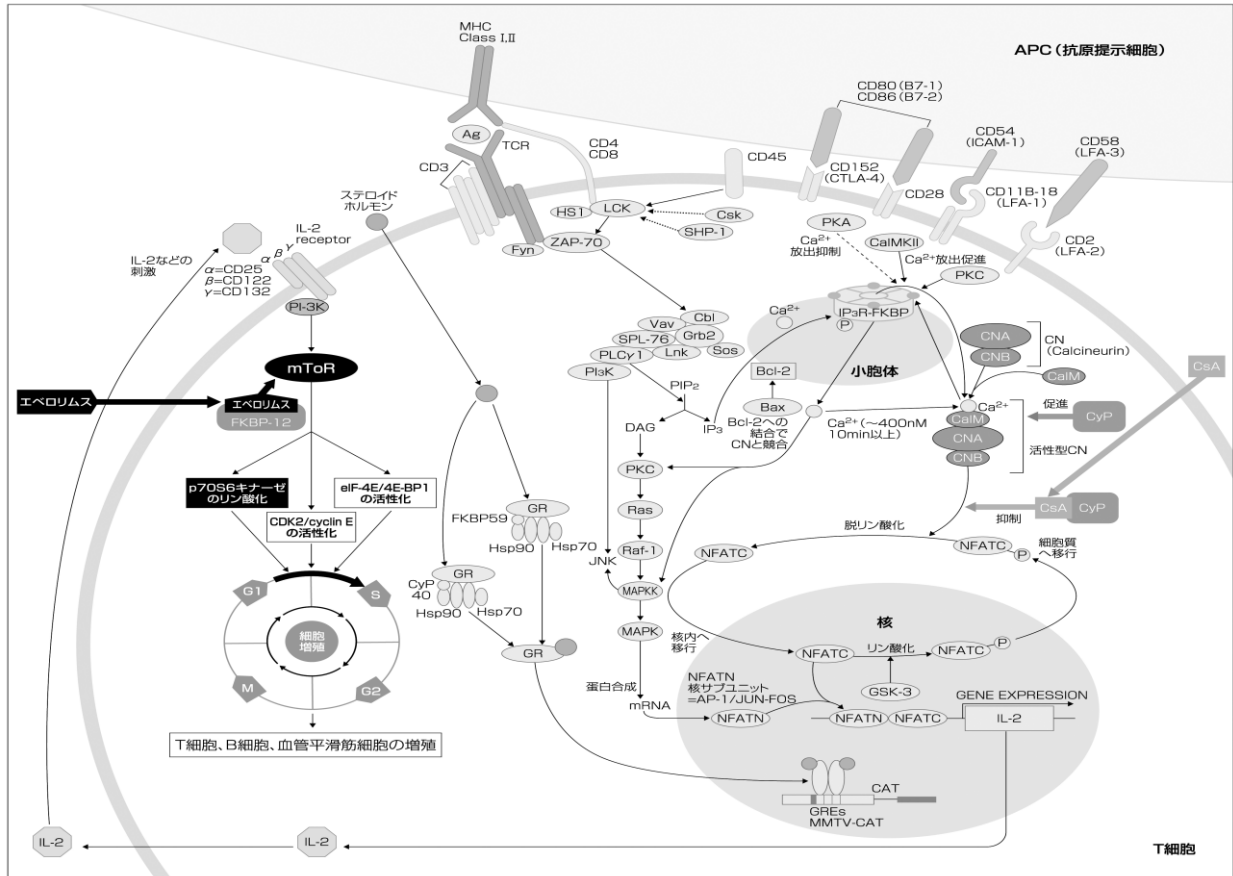 MHC
Class I,II
APC（抗原提示細胞）
CD80（B7-1）
CD86（B7-2）
Ag
TCR
CD4
CD8
CD3
CD45
CD152
(CTLA-4)
CD28
CD54
(ICAM-1)
CD11B-18
(LFA-1)
CD58
(LFA-3)
CD2
(LFA-2)
ステロイド
ホルモン
HS1
LCK
Csk
SHP-1
Fyn
ZAP-70
PKA
Ca²⁺
放出抑制
CalMKII
Ca²⁺放出促進
PKC
IL-2
receptor
α β γ
IL-2などの
刺激
α=CD25
β=CD122
γ=CD132
PI-3K
mToR
エベロリムス
エベロリムス
FKBP-12
Vav
Cbl
SPL-76
Grb2
PLCγ1
Lnk
Sos
PI3K
PIP₂
IP₃
DAG
Ca²⁺
IP₃R-FKBP
P
小胞体
Bcl-2
Bax
Bcl-2への
結合で
CNと競合
Ca²⁺（～400nM
10min以上）
CNA
CNB
CN
(Calcineurin)
CalM
Ca²⁺
CalM
CNA
CNB
活性型CN
促進
CyP
CsA
抑制
CsA
CyP
p70S6キナーゼ
のリン酸化
eIF-4E/4E-BP1
の活性化
CDK2/cyclin E
の活性化
G1
S
M
G2
細胞
増殖
T細胞、B細胞、血管平滑筋細胞の増殖
FKBP59
GR
Hsp90
Hsp70
CyP
40
GR
Hsp90
Hsp70
GR
PKC
Ras
Raf-1
JNK
MAPKK
MAPK
蛋白合成
mRNA
脱リン酸化
NFATC
NFATC
P
細胞質
へ移行
核
核内へ
移行
NFATC
リン酸化
NFATC
P
GSK-3
NFATN
核サブユニット
=AP-1/JUN-FOS
NFATN
NFATN
NFATC
GENE EXPRESSION
IL-2
CAT
GREs
MMTV-CAT
IL-2
IL-2
T細胞